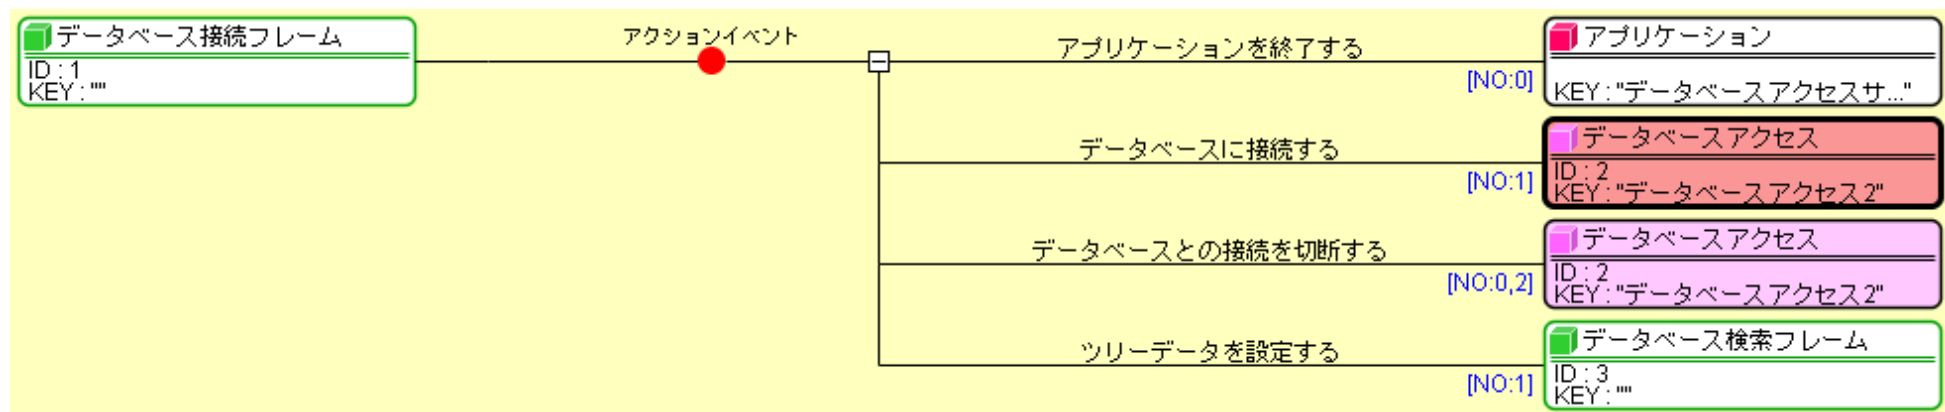 データベース接続フレーム
ID : 1
KEY : ""
アクションイベント
アプリケーションを終了する
[NO:0]
アプリケーション
KEY : "データベースアクセスサ..."
データベースに接続する
[NO:1]
データベースアクセス
ID : 2
KEY : "データベースアクセス2"
データベースとの接続を切断する
[NO:0,2]
データベースアクセス
ID : 2
KEY : "データベースアクセス2"
ツリーデータを設定する
[NO:1]
データベース検索フレーム
ID : 3
KEY : ""